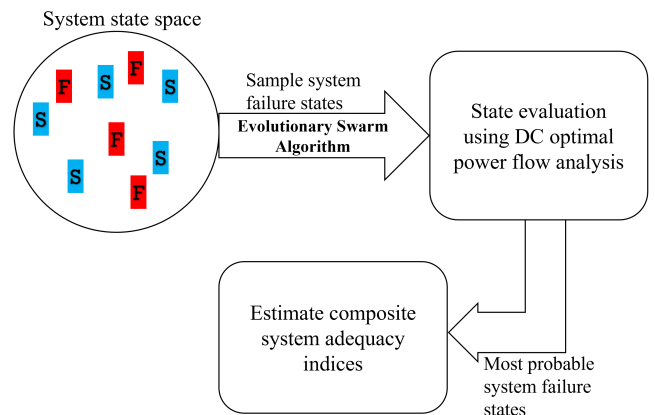 System state space
F
S
F
S
S
F
S
S
F
Sample system
failure states
Evolutionary Swarm
Algorithm
State evaluation
using DC optimal
power flow analysis
Most probable
system failure
states
Estimate composite
system adequacy
indices